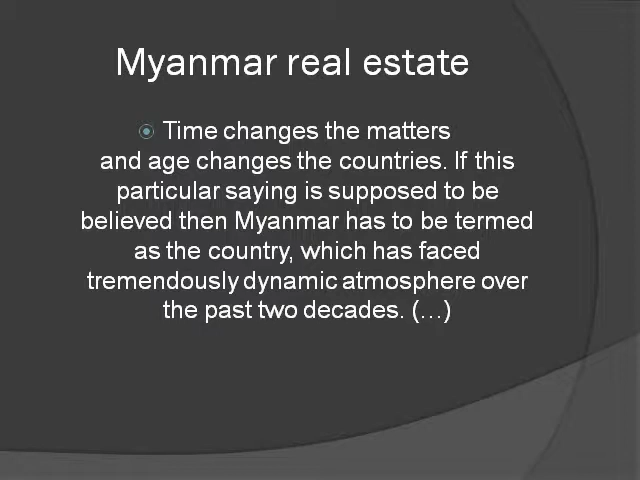 Myanmar real estate
Time changes the matters
and age changes the countries. If this
particular saying is supposed to be
believed then Myanmar has to be termed
as the country, which has faced
tremendously dynamic atmosphere over
the past two decades. (…)